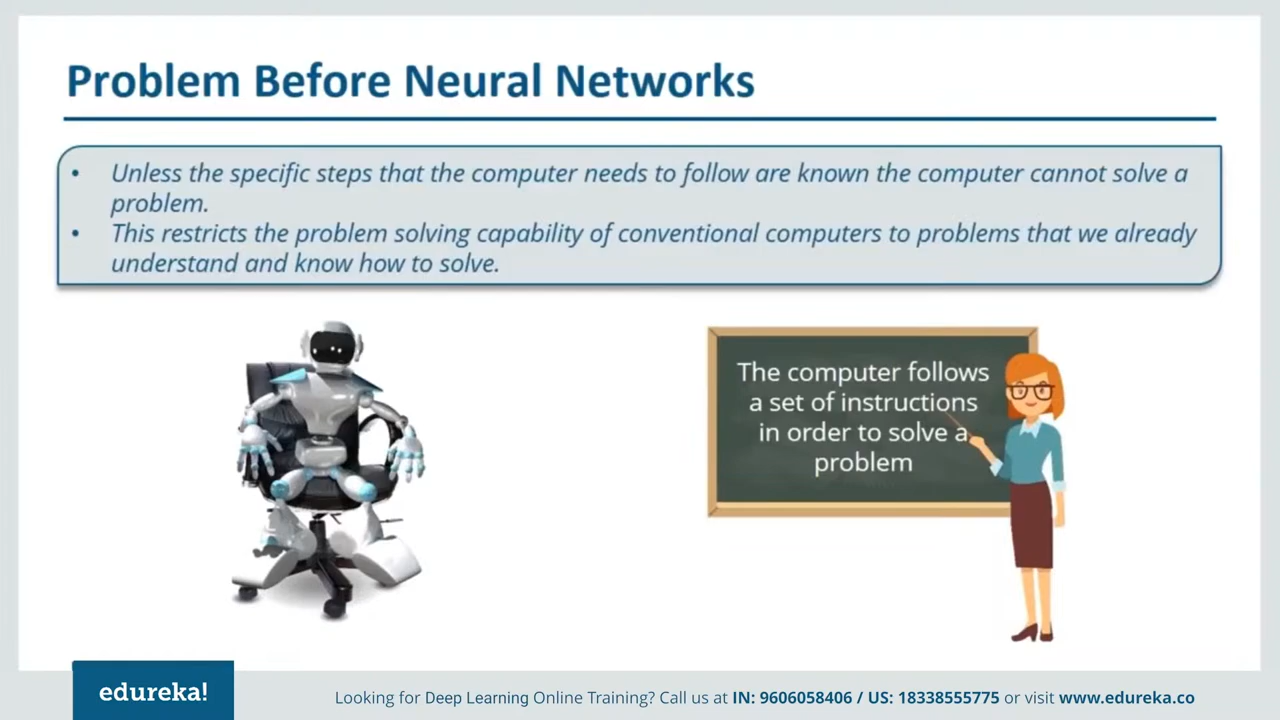 Problem Before Neural Networks
• Unless the specific steps that the computer needs to follow are known the computer cannot solve a
problem.
• This restricts the problem solving capability of conventional computers to problems that we already
understand and know how to solve.
The computer follows
a set of instructions
in order to solve a
problem
edureka!
Looking for Deep Learning Online Training? Call us at IN: 9606058406 / US: 18338555775 or visit www.edureka.co